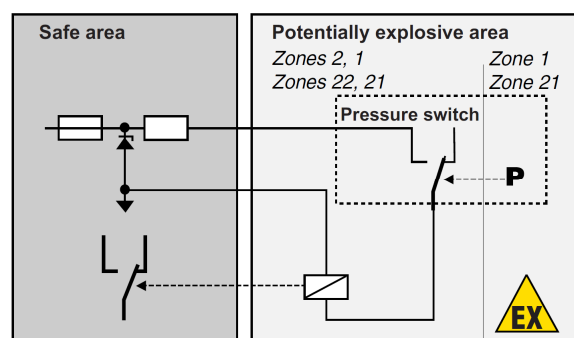 Safe area
Potentially explosive area
Zones 2, 1
Zone 1
Zones 22, 21
Zone 21
Pressure switch
P
EX